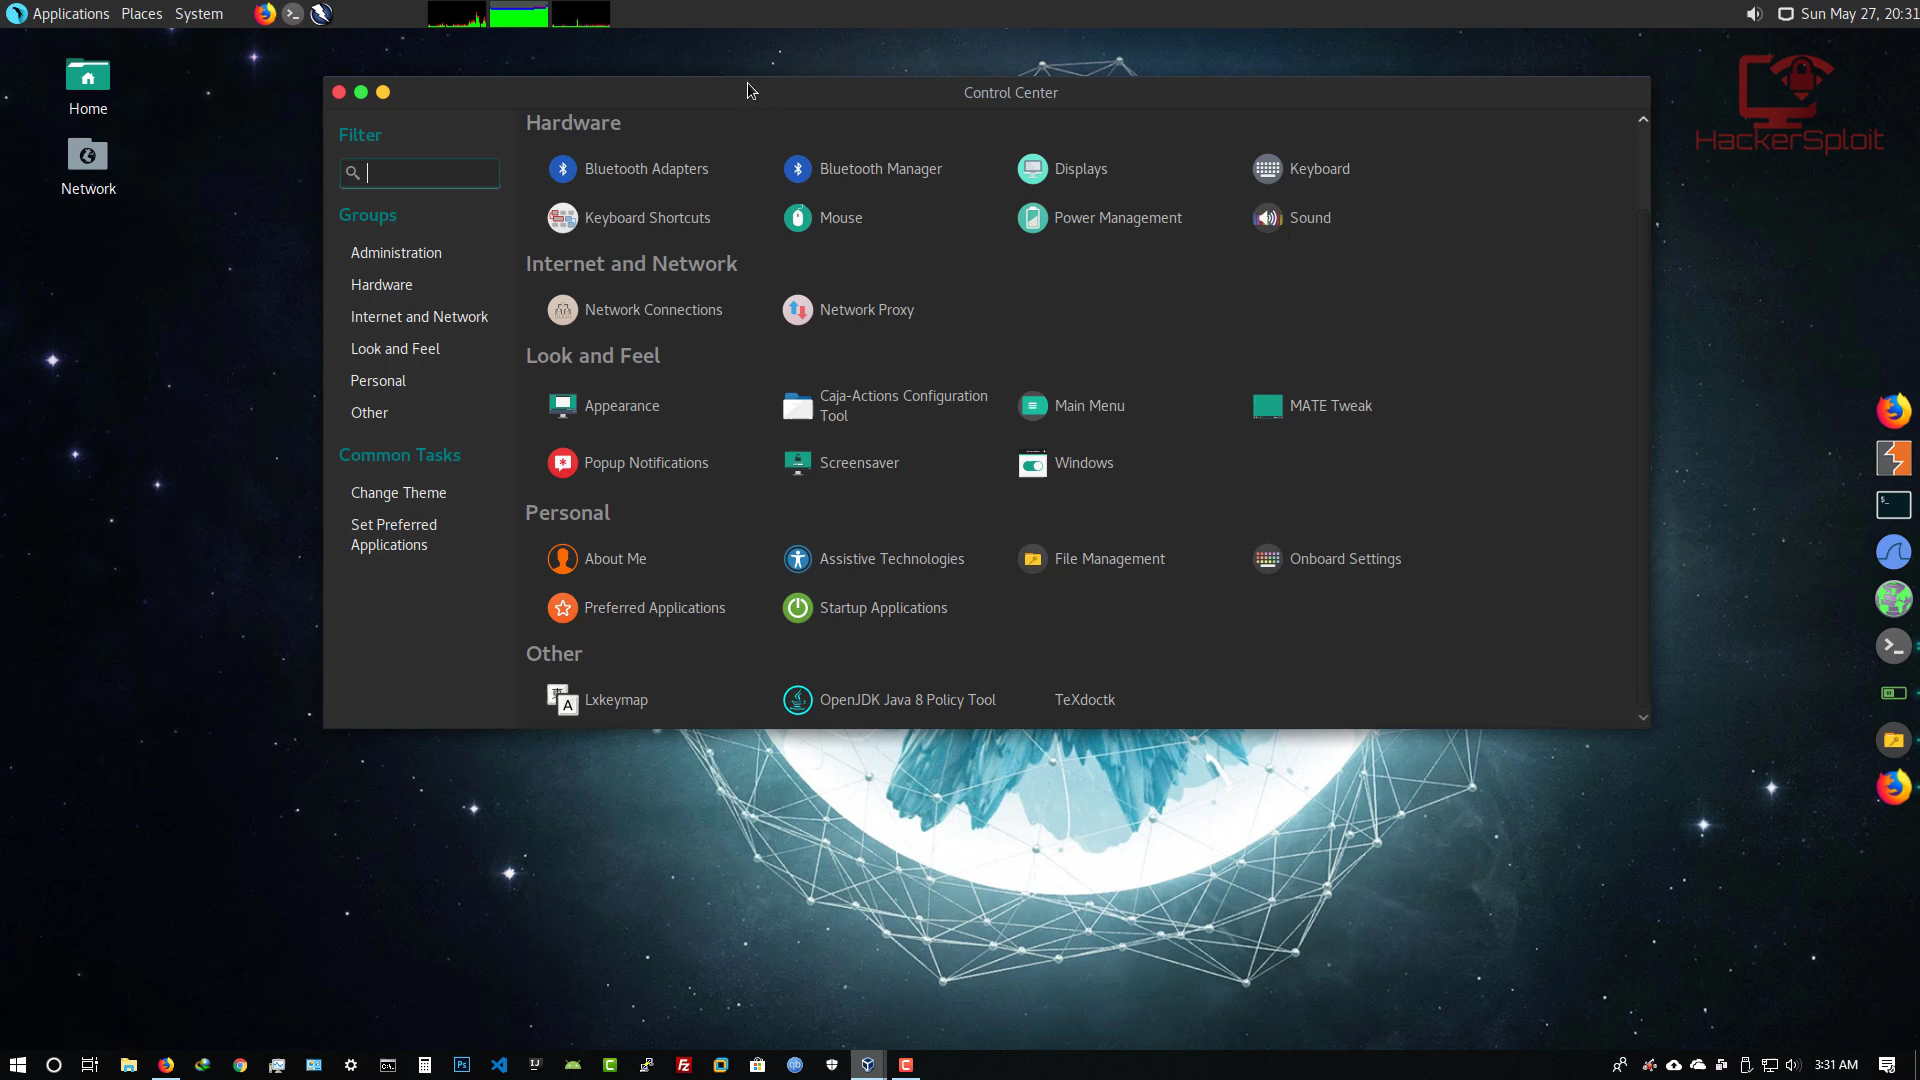 Applications Places System
Sun May 27, 20:31
Home
Network
HackerSploit
Control Center
Filter
Groups
Administration
Hardware
Internet and Network
Look and Feel
Personal
Other
Common Tasks
Change Theme
Set Preferred
Applications
Hardware
Bluetooth Adapters Bluetooth Manager Displays Keyboard
Keyboard Shortcuts Mouse Power Management Sound
Internet and Network
Network Connections Network Proxy
Look and Feel
Appearance Caja-Actions Configuration
Tool Main Menu MATE Tweak
Popup Notifications Screensaver Windows
Personal
About Me Assistive Technologies File Management Onboard Settings
Preferred Applications Startup Applications
Other
A Lxkeymap OpenJDK Java 8 Policy Tool TeXdoctk
Ps IJ C Fz qb C
3:31 AM